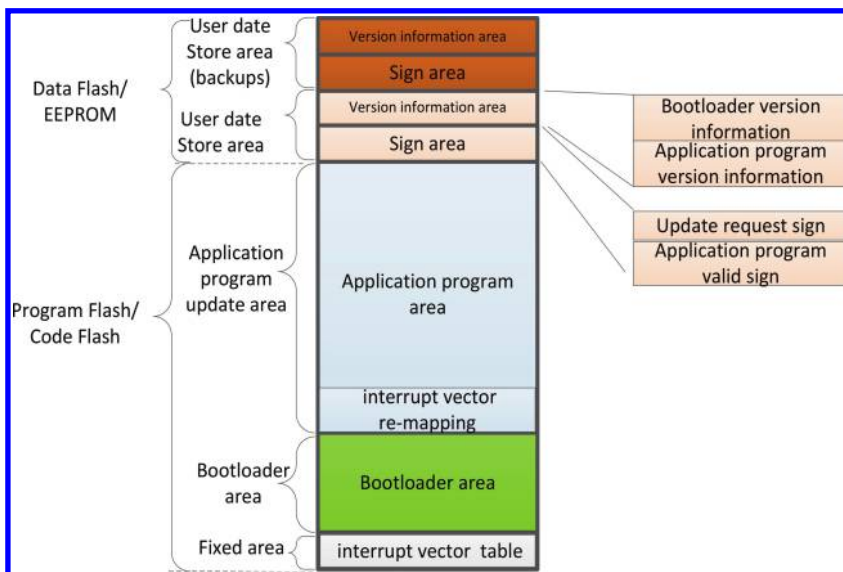 User date
Store area
(backups)
Data Flash/
EEPROM
User date
Store area
Version information area
Sign area
Version information area
Sign area
Bootloader version
information
Application program
version information
Update request sign
Application program
valid sign
Program Flash/
Code Flash
Application
program
update area
Application program
area
interrupt vector
re-mapping
Bootloader
area
Bootloader area
Fixed area
interrupt vector table